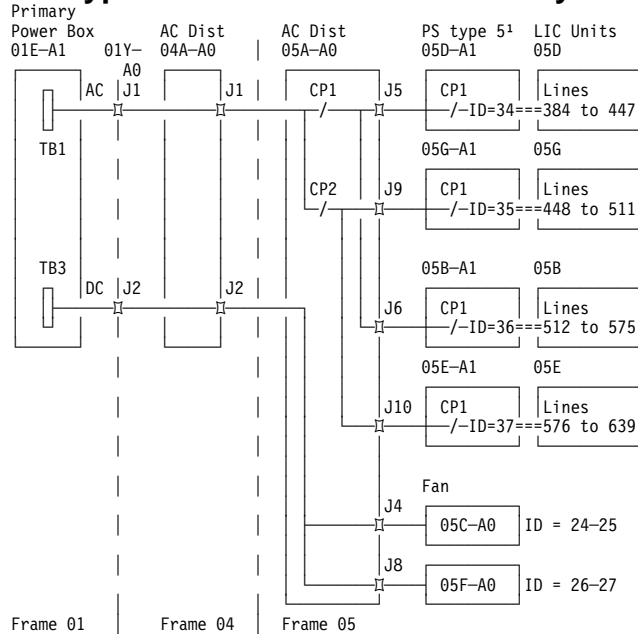 Primary
Power Box AC Dist AC Dist PS type 5¹ LIC Units
01E—A1 01Y— 04A—A0 05A—A0 05D—A1 05D
A0
AC J1 J1 CP1 J5 CP1 Lines
ID=34===384 to 447
TB1 05G—A1 05G
CP2 J9 CP1 Lines
ID=35===448 to 511
TB3 05B—A1 05B
DC J2 J2
J6 CP1 Lines
ID=36===512 to 575
05E—A1 05E
J10 CP1 Lines
ID=37===576 to 639
Fan
J4
05C—A0 ID = 24—25
J8
05F—A0 ID = 26—27
Frame 01 Frame 04 Frame 05